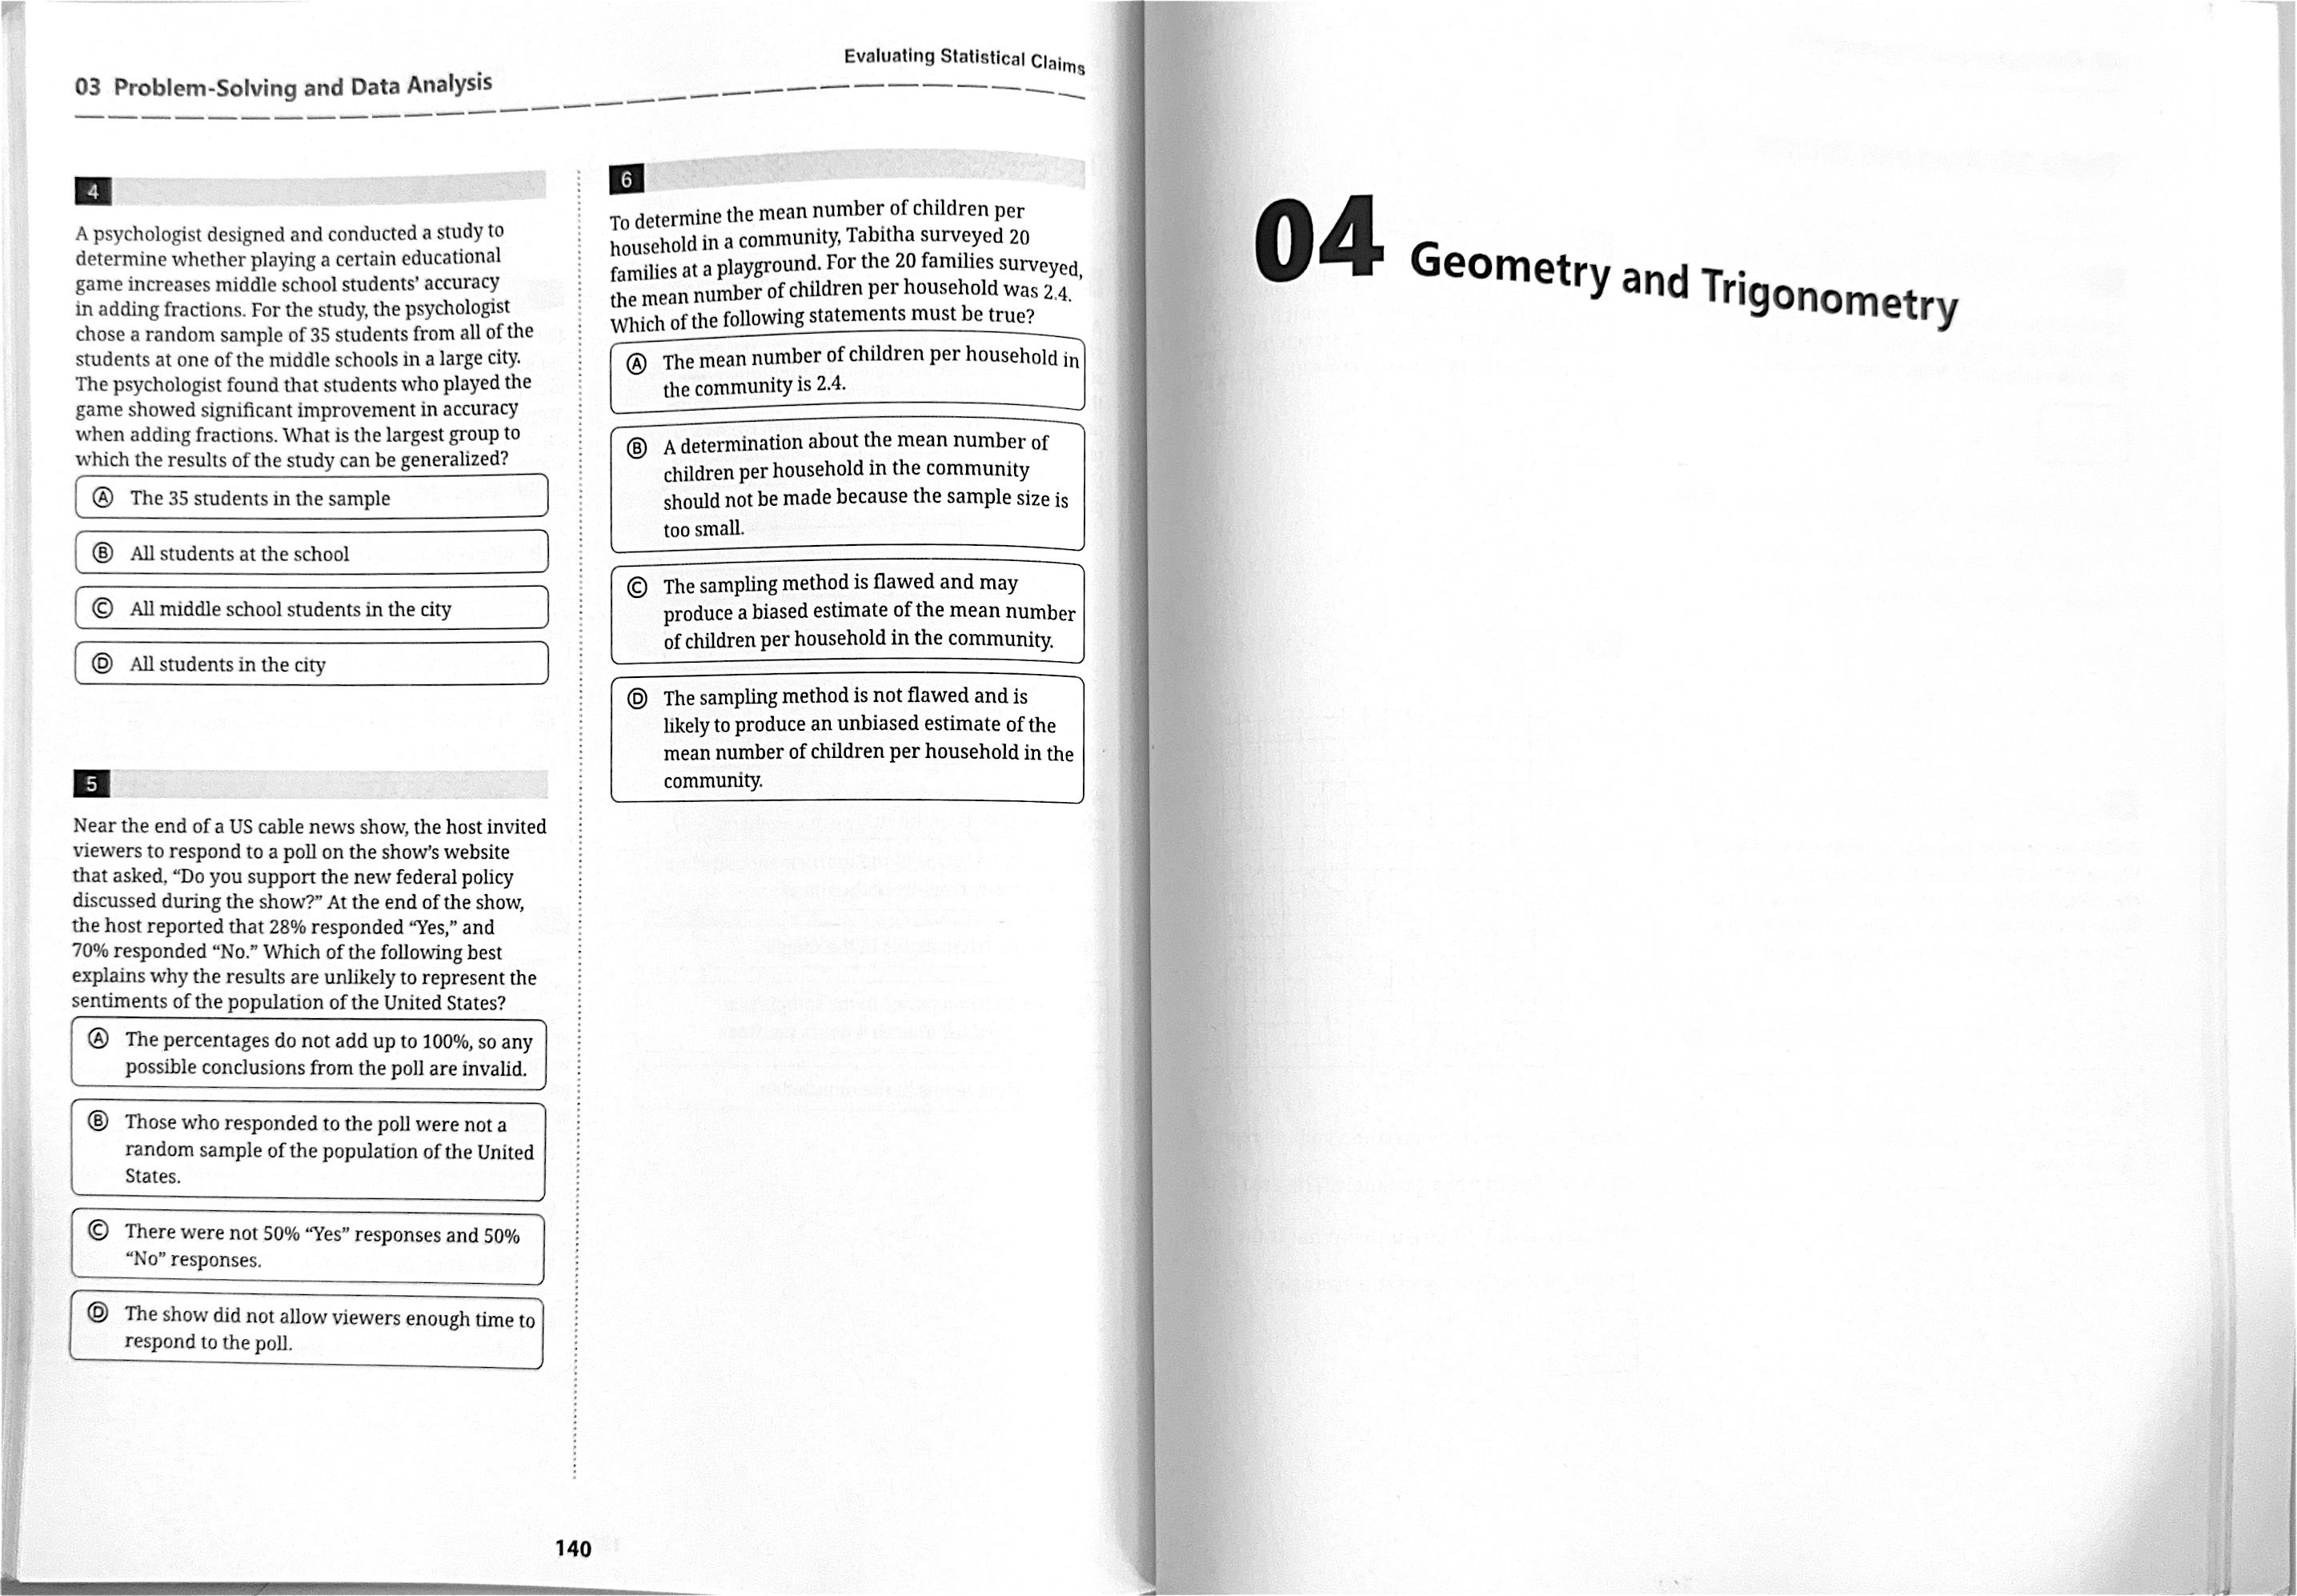 03 Problem-Solving and Data Analysis
Evaluating Statistical Claims
4
A psychologist designed and conducted a study to
determine whether playing a certain educational
game increases middle school students' accuracy
in adding fractions. For the study, the psychologist
chose a random sample of 35 students from all of the
students at one of the middle schools in a large city.
The psychologist found that students who played the
game showed significant improvement in accuracy
when adding fractions. What is the largest group to
which the results of the study can be generalized?
Ⓐ The 35 students in the sample
Ⓑ All students at the school
Ⓒ All middle school students in the city
Ⓓ All students in the city
5
Near the end of a US cable news show, the host invited
viewers to respond to a poll on the show's website
that asked, “Do you support the new federal policy
discussed during the show?” At the end of the show,
the host reported that 28% responded “Yes,” and
70% responded “No.” Which of the following best
explains why the results are unlikely to represent the
sentiments of the population of the United States?
Ⓐ The percentages do not add up to 100%, so any
possible conclusions from the poll are invalid.
Ⓑ Those who responded to the poll were not a
random sample of the population of the United
States.
Ⓒ There were not 50% “Yes” responses and 50%
“No” responses.
Ⓓ The show did not allow viewers enough time to
respond to the poll.
6
To determine the mean number of children per
household in a community, Tabitha surveyed 20
families at a playground. For the 20 families surveyed,
the mean number of children per household was 2.4.
Which of the following statements must be true?
Ⓐ The mean number of children per household in
the community is 2.4.
Ⓑ A determination about the mean number of
children per household in the community
should not be made because the sample size is
too small.
Ⓒ The sampling method is flawed and may
produce a biased estimate of the mean number
of children per household in the community.
Ⓓ The sampling method is not flawed and is
likely to produce an unbiased estimate of the
mean number of children per household in the
community.
140
04 Geometry and Trigonometry